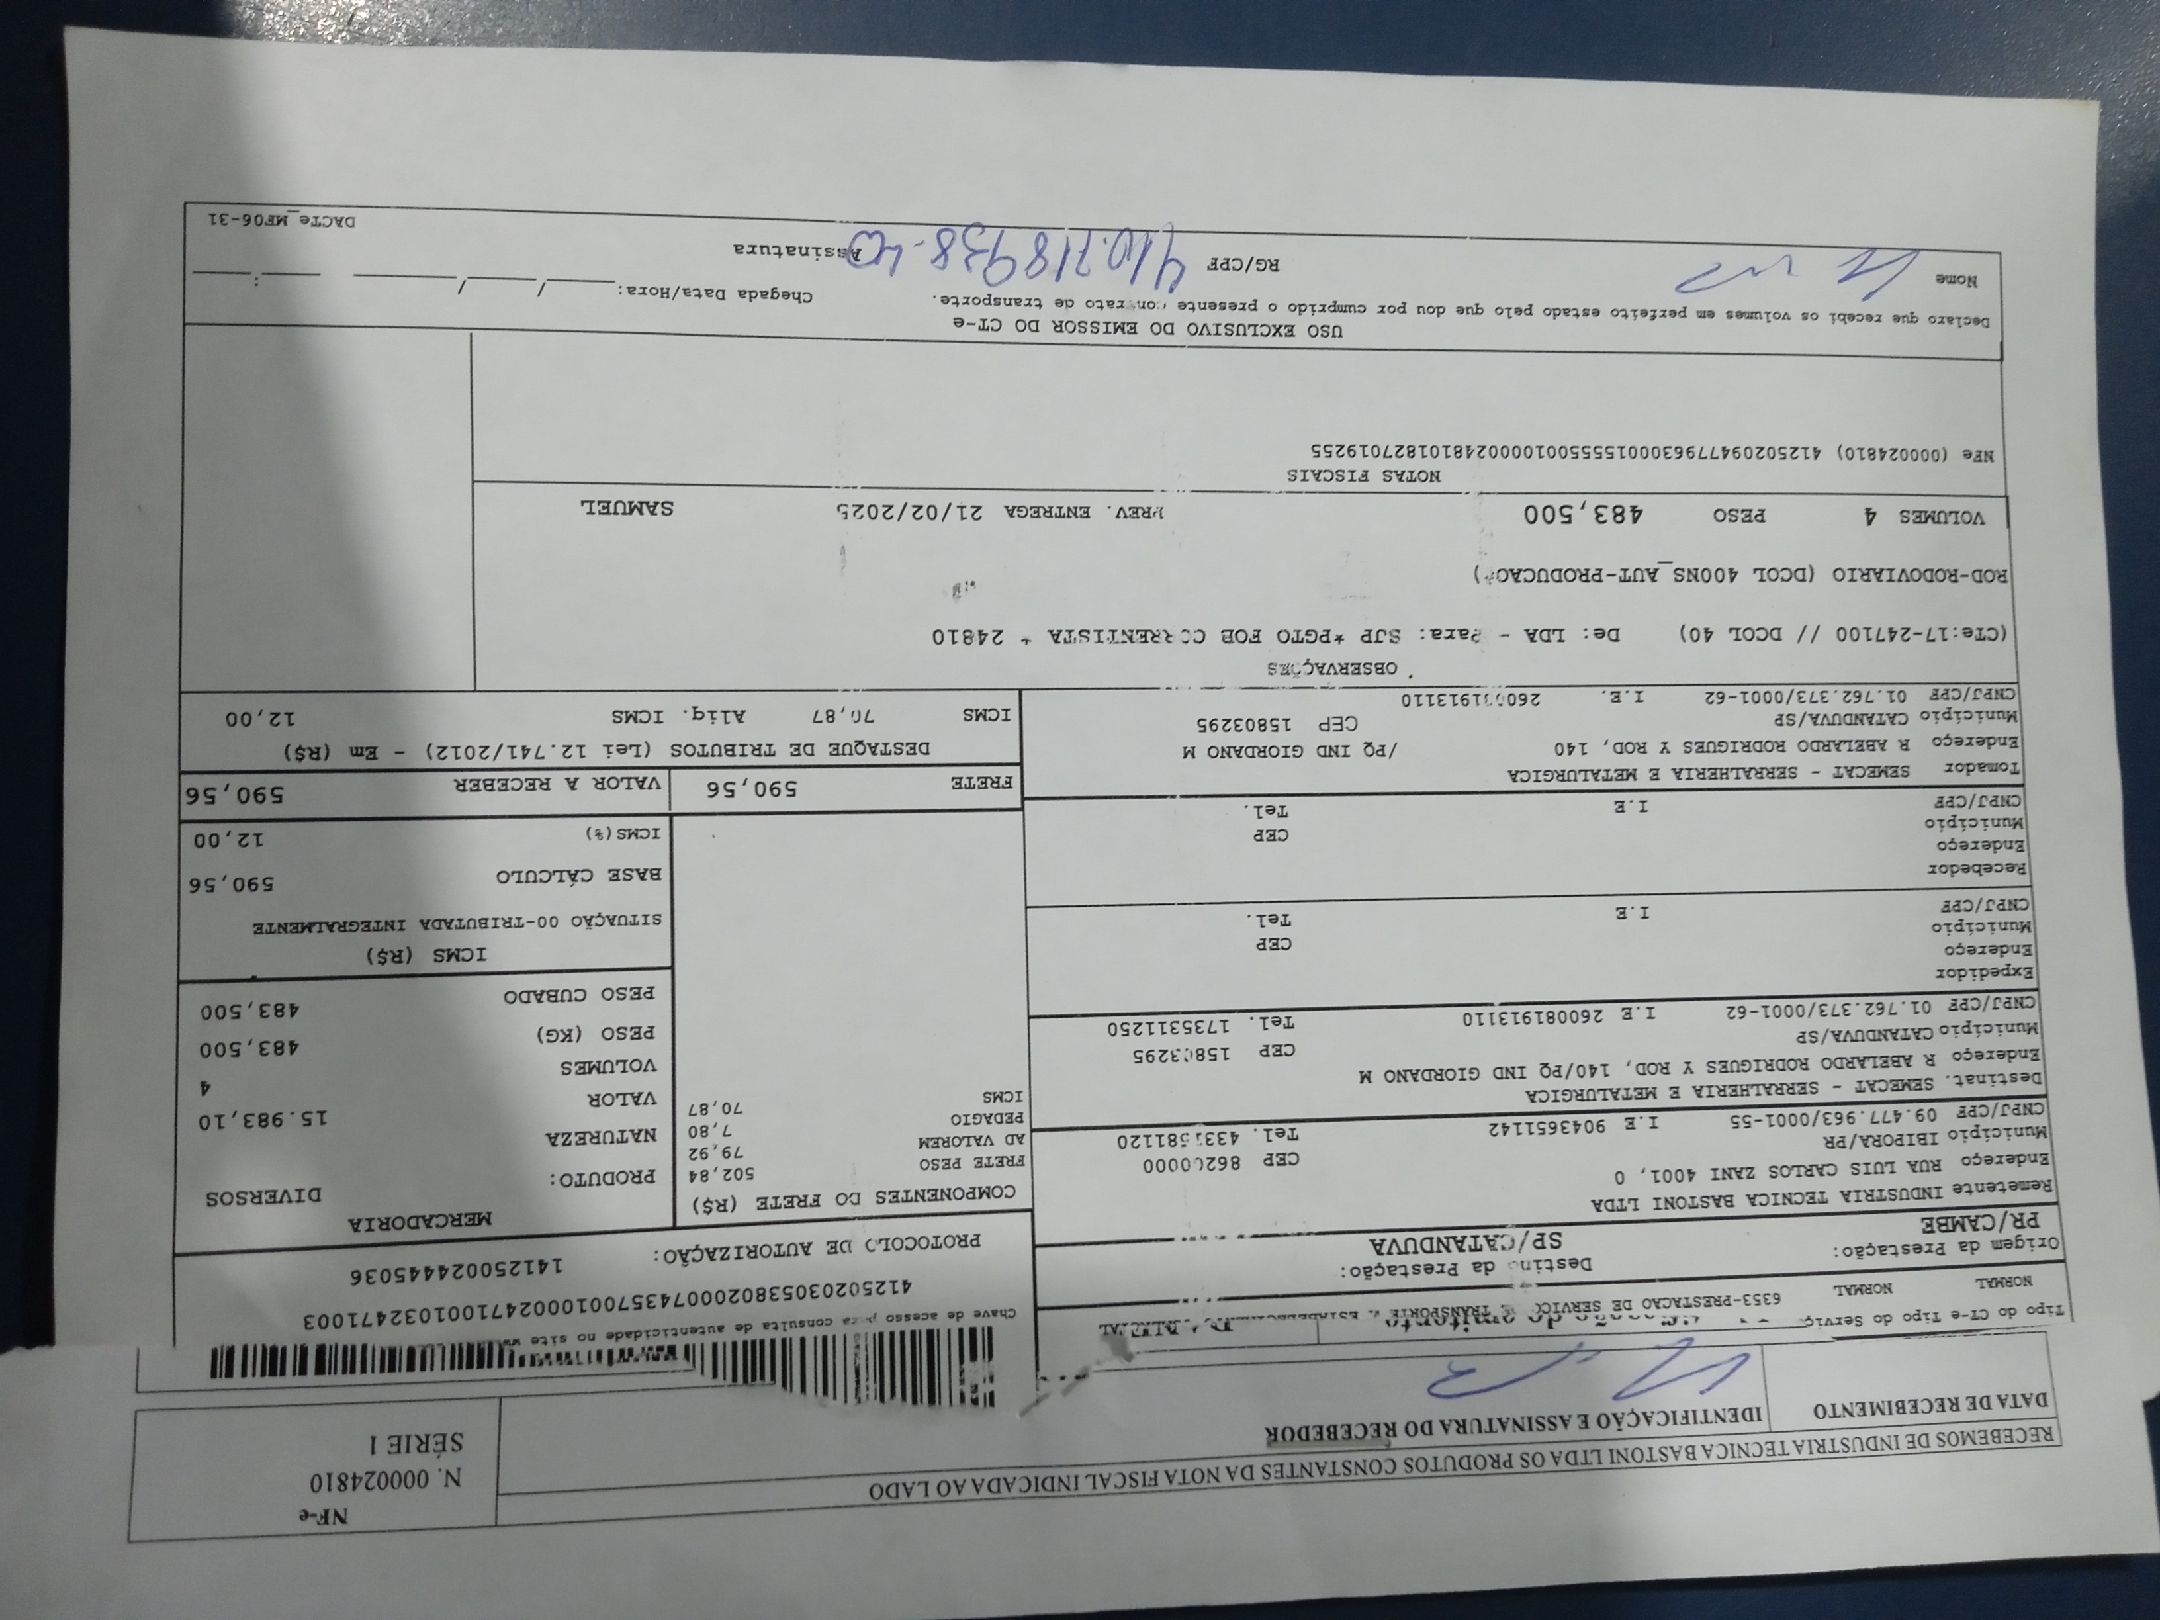 RECEBEMOS DE INDUSTRIA TECNICA BASTONI LTDA OS PRODUTOS CONSTANTES DA NOTA FISCAL INDICADA AO LADO
DATA DE RECEBIMENTO
IDENTIFICAÇÃO E ASSINATURA DO RECEBEDOR
NF-e
N. 000024810
SÉRIE 1
Tipo do CT-e Tipo do Serviç
NORMAL NORMAL 6353-PRESTACAO DE SERVICO DE TRANSPORTE
Chave de acesso para consulta de autenticidade no site ww
41250203053802000743570010002471001032471003
PROTOCOLO DE AUTORIZAÇÃO: 141250024445036
Origem da Prestação:
PR/CAMBE
Destino da Prestação:
SP/CATANDUVA
Remetente INDUSTRIA TECNICA BASTONI LTDA
Endereço RUA LUIS CARLOS ZANI 4001, 0
Município IBIPORA/PR CEP 86200000
CNPJ/CPF 09.477.963/0001-55 I.E 9043651142 Tel. 4332581120
Destinat. SEMECAT - SERRALHERIA E METALURGICA
Endereço R ABELARDO RODRIGUES Y ROD, 140/PQ IND GIORDANO M
Município CATANDUVA/SP CEP 15803295
CNPJ/CPF 01.762.373/0001-62 I.E 260081913110 Tel. 1735311250
Expedidor
Endereço
Município CEP
CNPJ/CPF I.E Tel.
Recebedor
Endereço
Município CEP
CNPJ/CPF I.E Tel.
Tomador SEMECAT - SERRALHERIA E METALURGICA
Endereço R ABELARDO RODRIGUES Y ROD, 140 /PQ IND GIORDANO M
Município CATANDUVA/SP CEP 15803295
CNPJ/CPF 01.762.373/0001-62 I.E. 260081913110
COMPONENTES DO FRETE (R$)
FRETE PESO 502,84
AD VALOREM 79,92
PEDAGIO 7,80
ICMS 70,87
MERCADORIA
PRODUTO: DIVERSOS
NATUREZA
VALOR 15.983,10
VOLUMES 4
PESO (KG) 483,500
PESO CUBADO 483,500
ICMS (R$)
SITUAÇÃO 00-TRIBUTADA INTEGRALMENTE
BASE CÁLCULO 590,56
ICMS(%) 12,00
FRETE 590,56 VALOR A RECEBER 590,56
DESTAQUE DE TRIBUTOS (Lei 12.741/2012) - Em (R$)
ICMS 70,87 Aliq. ICMS 12,00
OBSERVAÇÕES
(CTe:17-247100 // DCOL 40) De: LDA - Para: SJP *PGTO FOB CORRENTISTA * 24810
ROD-RODOVIARIO (DCOL 400NS_AUT-PRODUCAO*)
VOLUMES 4 PESO 483,500 PREV. ENTREGA 21/02/2025 SAMUEL
NOTAS FISCAIS
NFe (000024810) 41250209477963000155550010000248101827019255
USO EXCLUSIVO DO EMISSOR DO CT-e
Declaro que recebi os volumes em perfeito estado pelo que dou por cumprido o presente contrato de transporte.
Chegada Data/Hora: ____/____/____ ____:____
Nome
RG/CPF 410.718938-40
Assinatura
DACTe_MF06-31